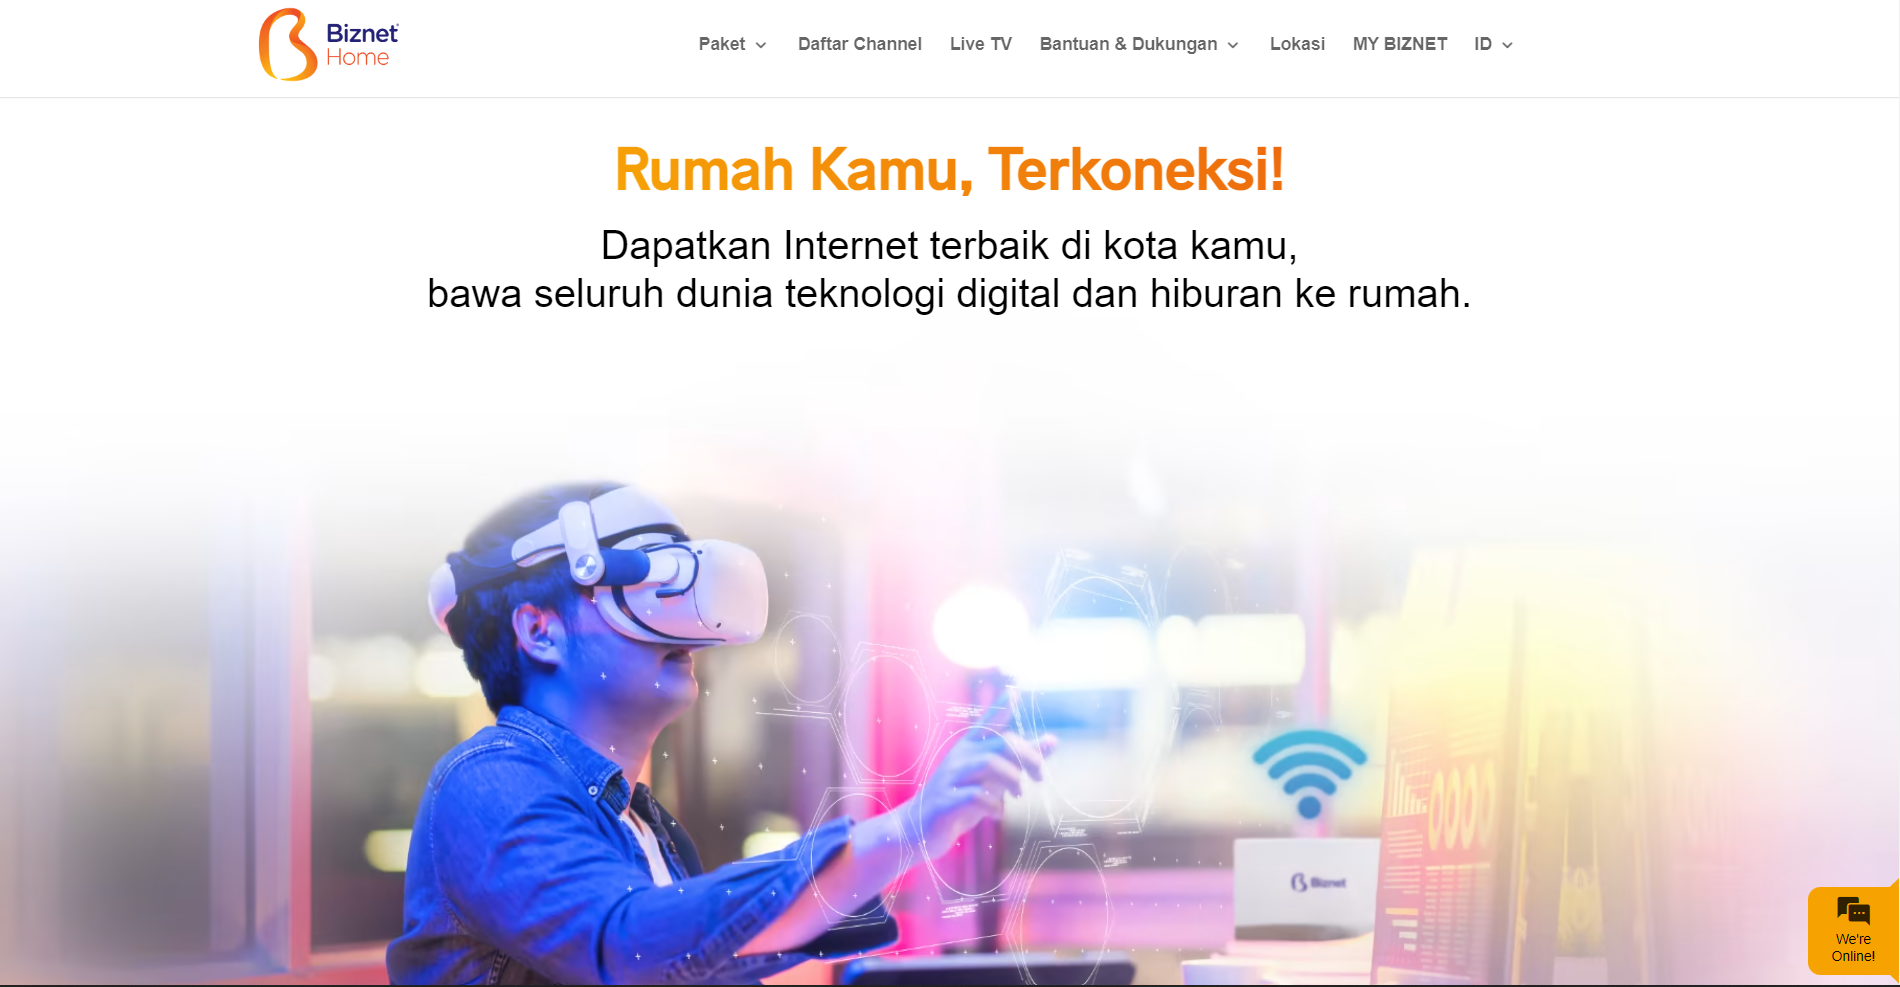 Biznet
Home
Paket
Daftar Channel
Live TV
Bantuan & Dukungan
Lokasi
MY BIZNET
ID
Rumah Kamu, Terkoneksi!
Dapatkan Internet terbaik di kota kamu,
bawa seluruh dunia teknologi digital dan hiburan ke rumah.
Biznet
We're
Online!